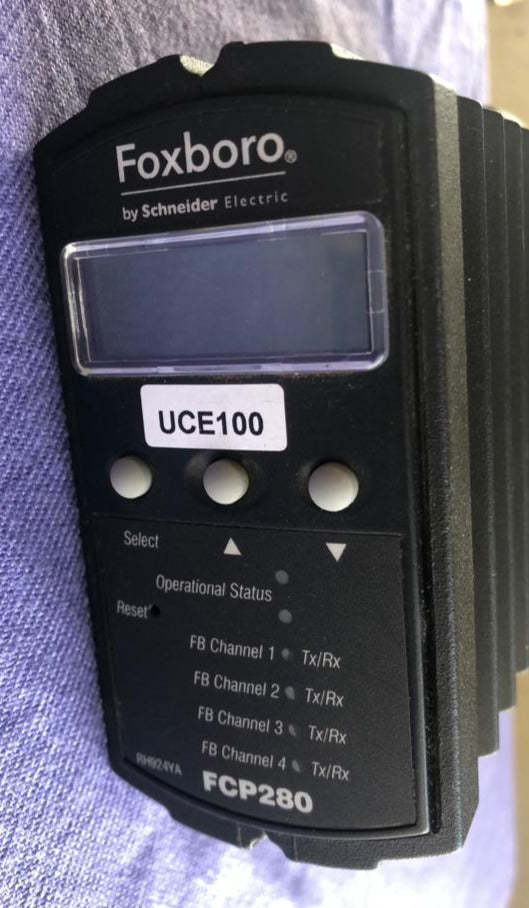 Foxboro®
by Schneider Electric
UCE100
Select
Operational Status
Reset
FB Channel 1 Tx/Rx
FB Channel 2 Tx/Rx
FB Channel 3 Tx/Rx
FB Channel 4 Tx/Rx
RH924YA
FCP280